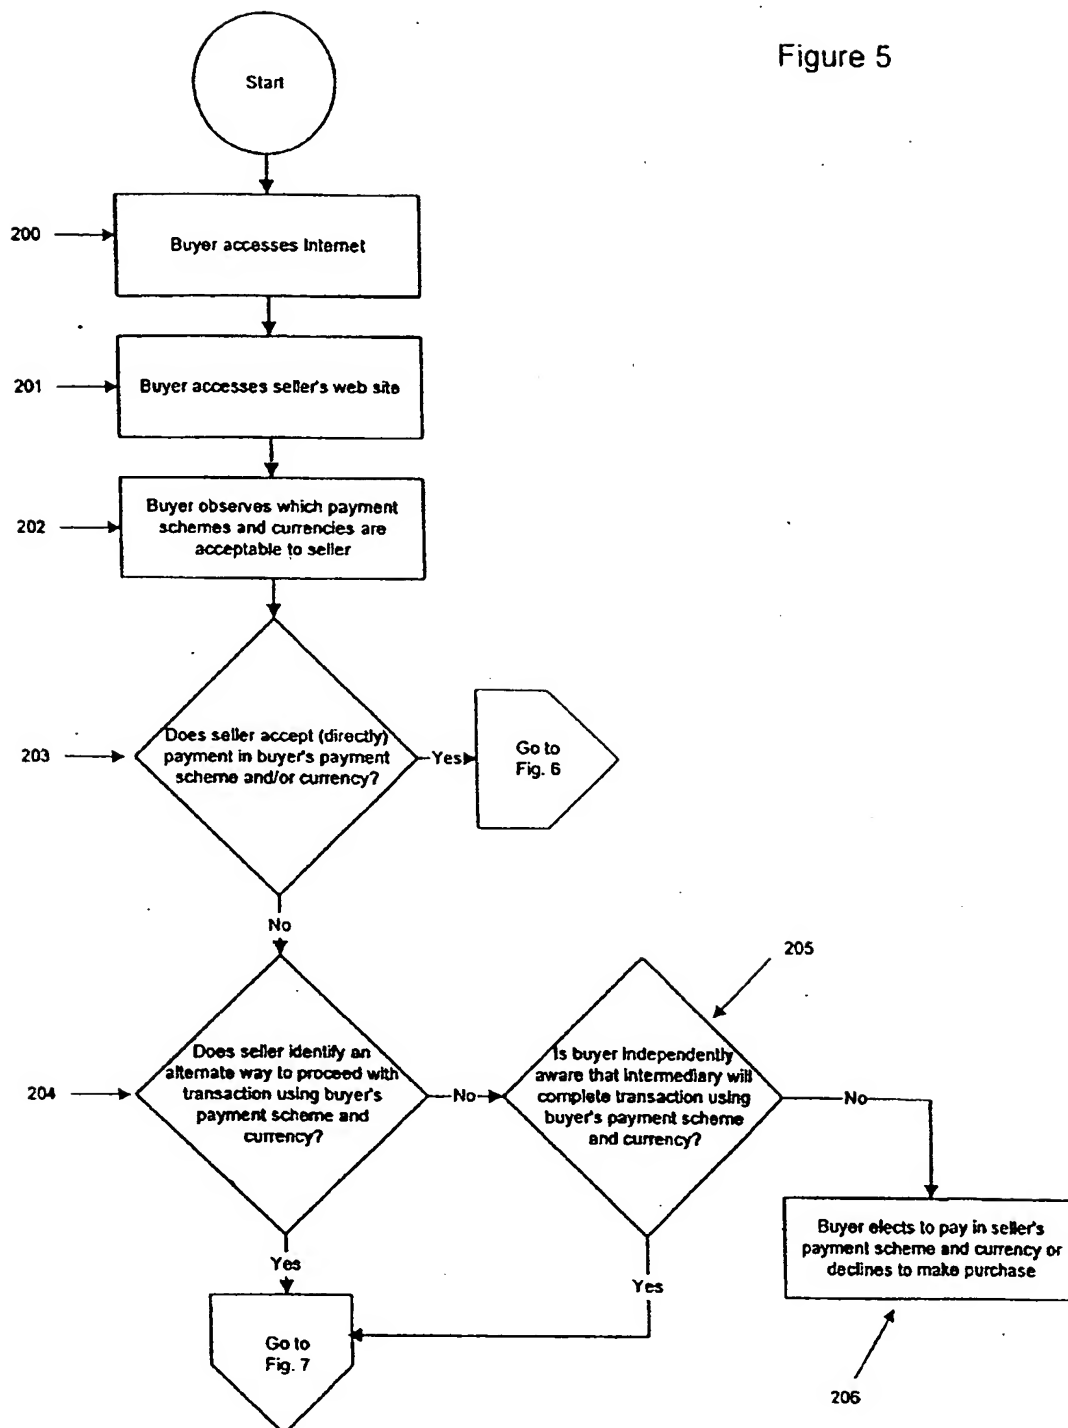 Figure 5
Start
200
Buyer accesses Internet
201
Buyer accesses seller's web site
202
Buyer observes which payment
schemes and currencies are
acceptable to seller
203
Does seller accept (directly)
payment in buyer's payment
scheme and/or currency?
Yes
Go to
Fig. 6
No
204
Does seller identify an
alternate way to proceed with
transaction using buyer's
payment scheme and
currency?
No
205
Is buyer independently
aware that intermediary will
complete transaction using
buyer's payment scheme
and currency?
No
Buyer elects to pay in seller's
payment scheme and currency or
declines to make purchase
206
Yes
Yes
Go to
Fig. 7